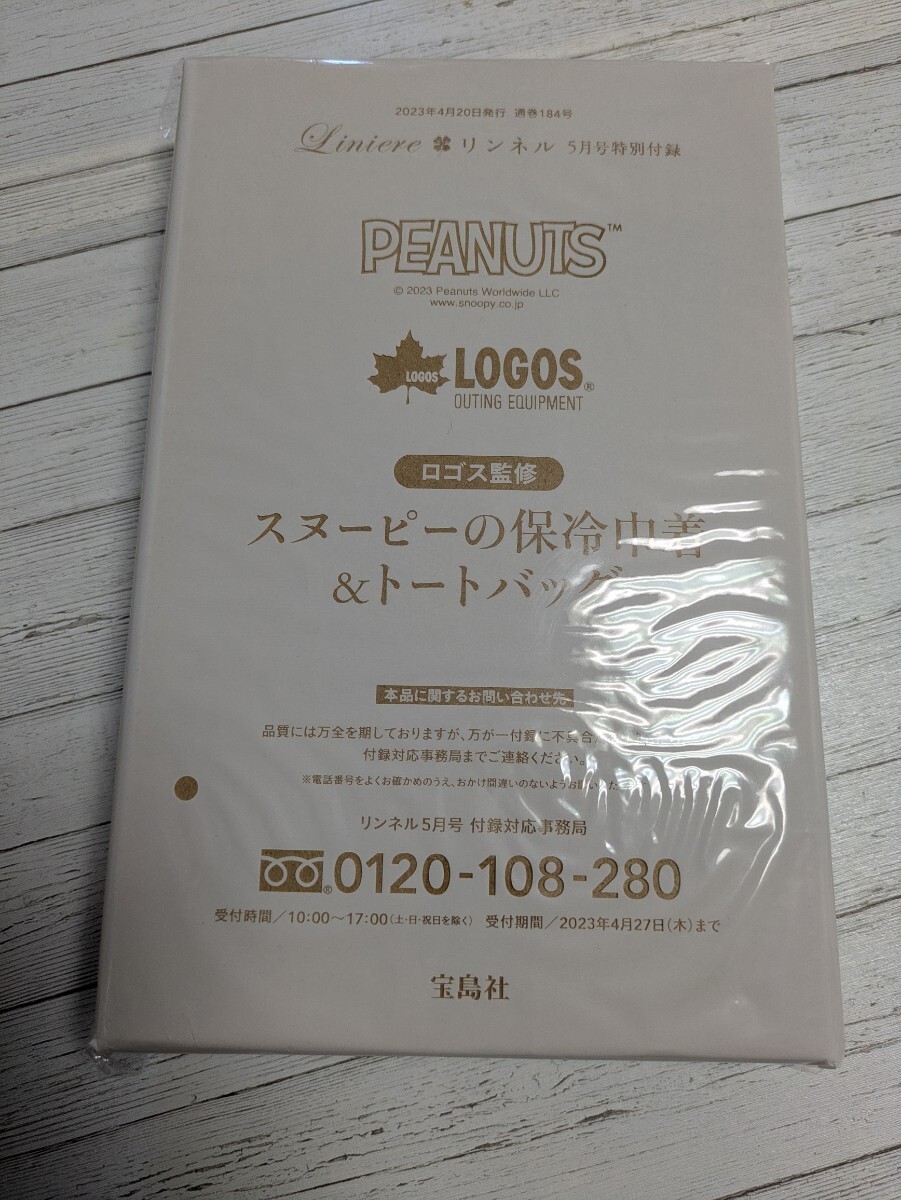 2023年4月20日発行 通巻184号
Liniere リンネル 5月号特別付録
PEANUTS™
© 2023 Peanuts Worldwide LLC
www.snoopy.co.jp
LOGOS LOGOS®
OUTING EQUIPMENT
ロゴス監修
スヌーピーの保冷巾着
&トートバッグ
本品に関するお問い合わせ先
品質には万全を期しておりますが、万が一付録に不具合
付録対応事務局までご連絡ください。
※電話番号をよくお確かめのうえ、おかけ間違いのないようお願い
リンネル5月号 付録対応事務局
® 0120-108-280
受付時間/10:00〜17:00(土・日・祝日を除く) 受付期間/2023年4月27日(木)まで
宝島社